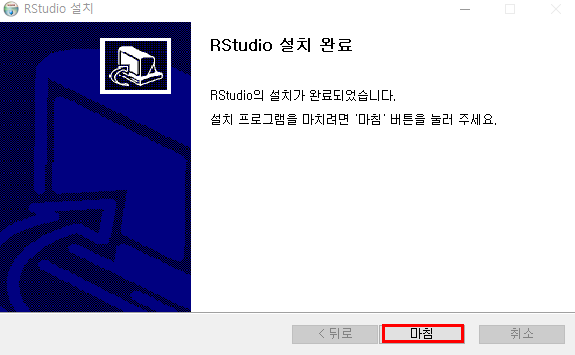 RStudio 설치
RStudio 설치 완료
RStudio의 설치가 완료되었습니다.
설치 프로그램을 마치려면 '마침' 버튼을 눌러 주세요.
< 뒤로
마침
취소